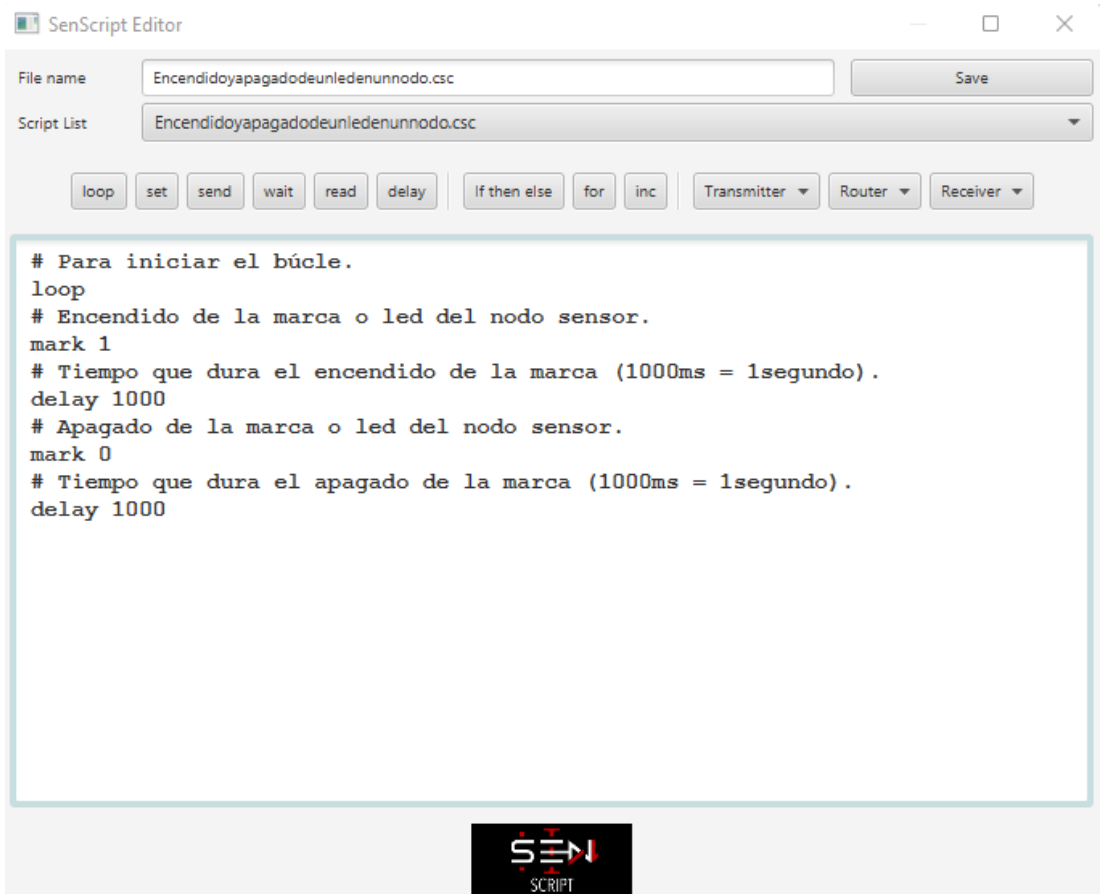 SenScript Editor
File name Encendidoyapagadodeunledenunnodo.csc Save
Script List Encendidoyapagadodeunledenunnodo.csc
loop set send wait read delay If then else for inc Transmitter Router Receiver
# Para iniciar el búcle.
loop
# Encendido de la marca o led del nodo sensor.
mark 1
# Tiempo que dura el encendido de la marca (1000ms = 1segundo).
delay 1000
# Apagado de la marca o led del nodo sensor.
mark 0
# Tiempo que dura el apagado de la marca (1000ms = 1segundo).
delay 1000
SEN
SCRIPT